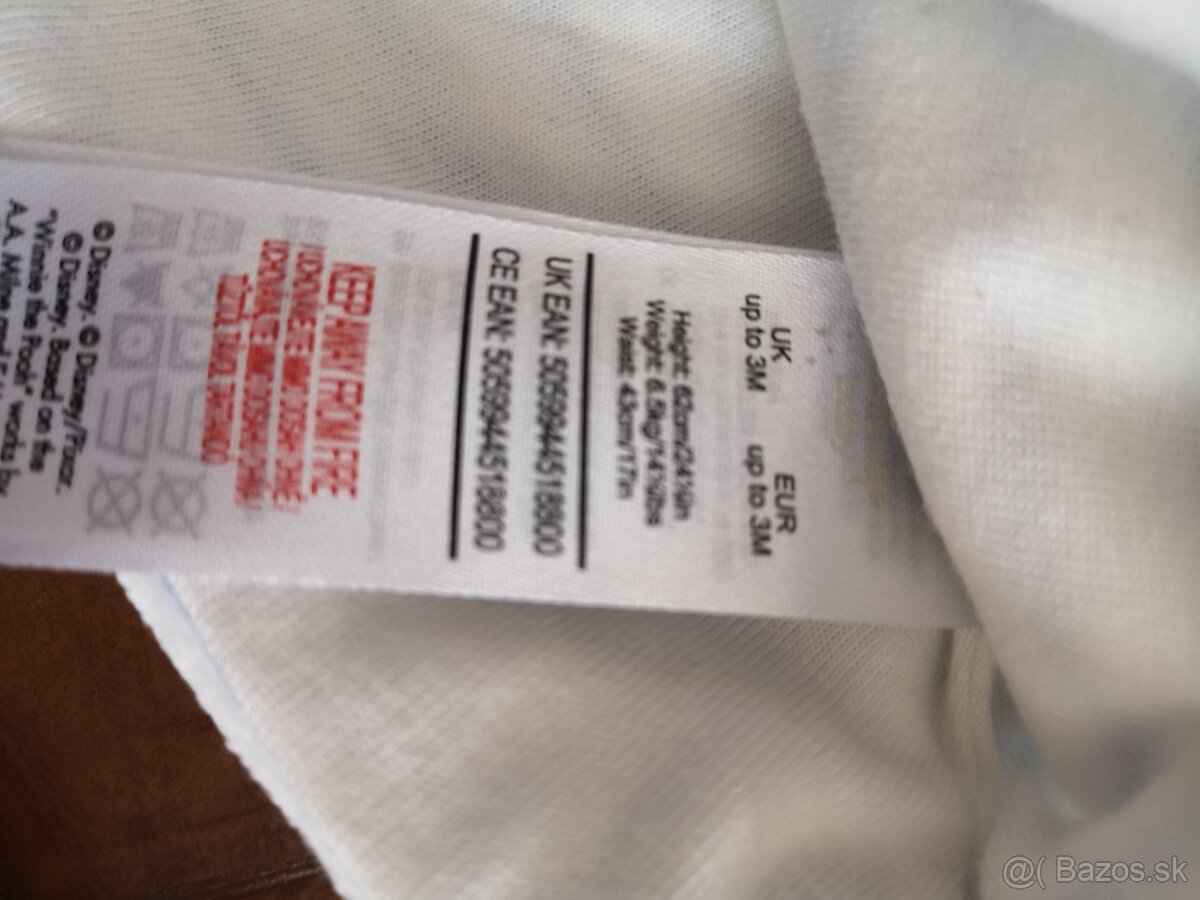 UK EUR
up to 3M up to 3M
Height: 62cm/24½in
Weight: 6.5kg/14½lbs
Waist: 43cm/17in
UK EAN: 5059944518800
CE EAN: 5059944518800
KEEP AWAY FROM FIRE
© Disney. © Disney/Pixar.
© Disney. Based on the
"Winnie the Pooh" works by
A.A. Milne and
@( Bazos.sk